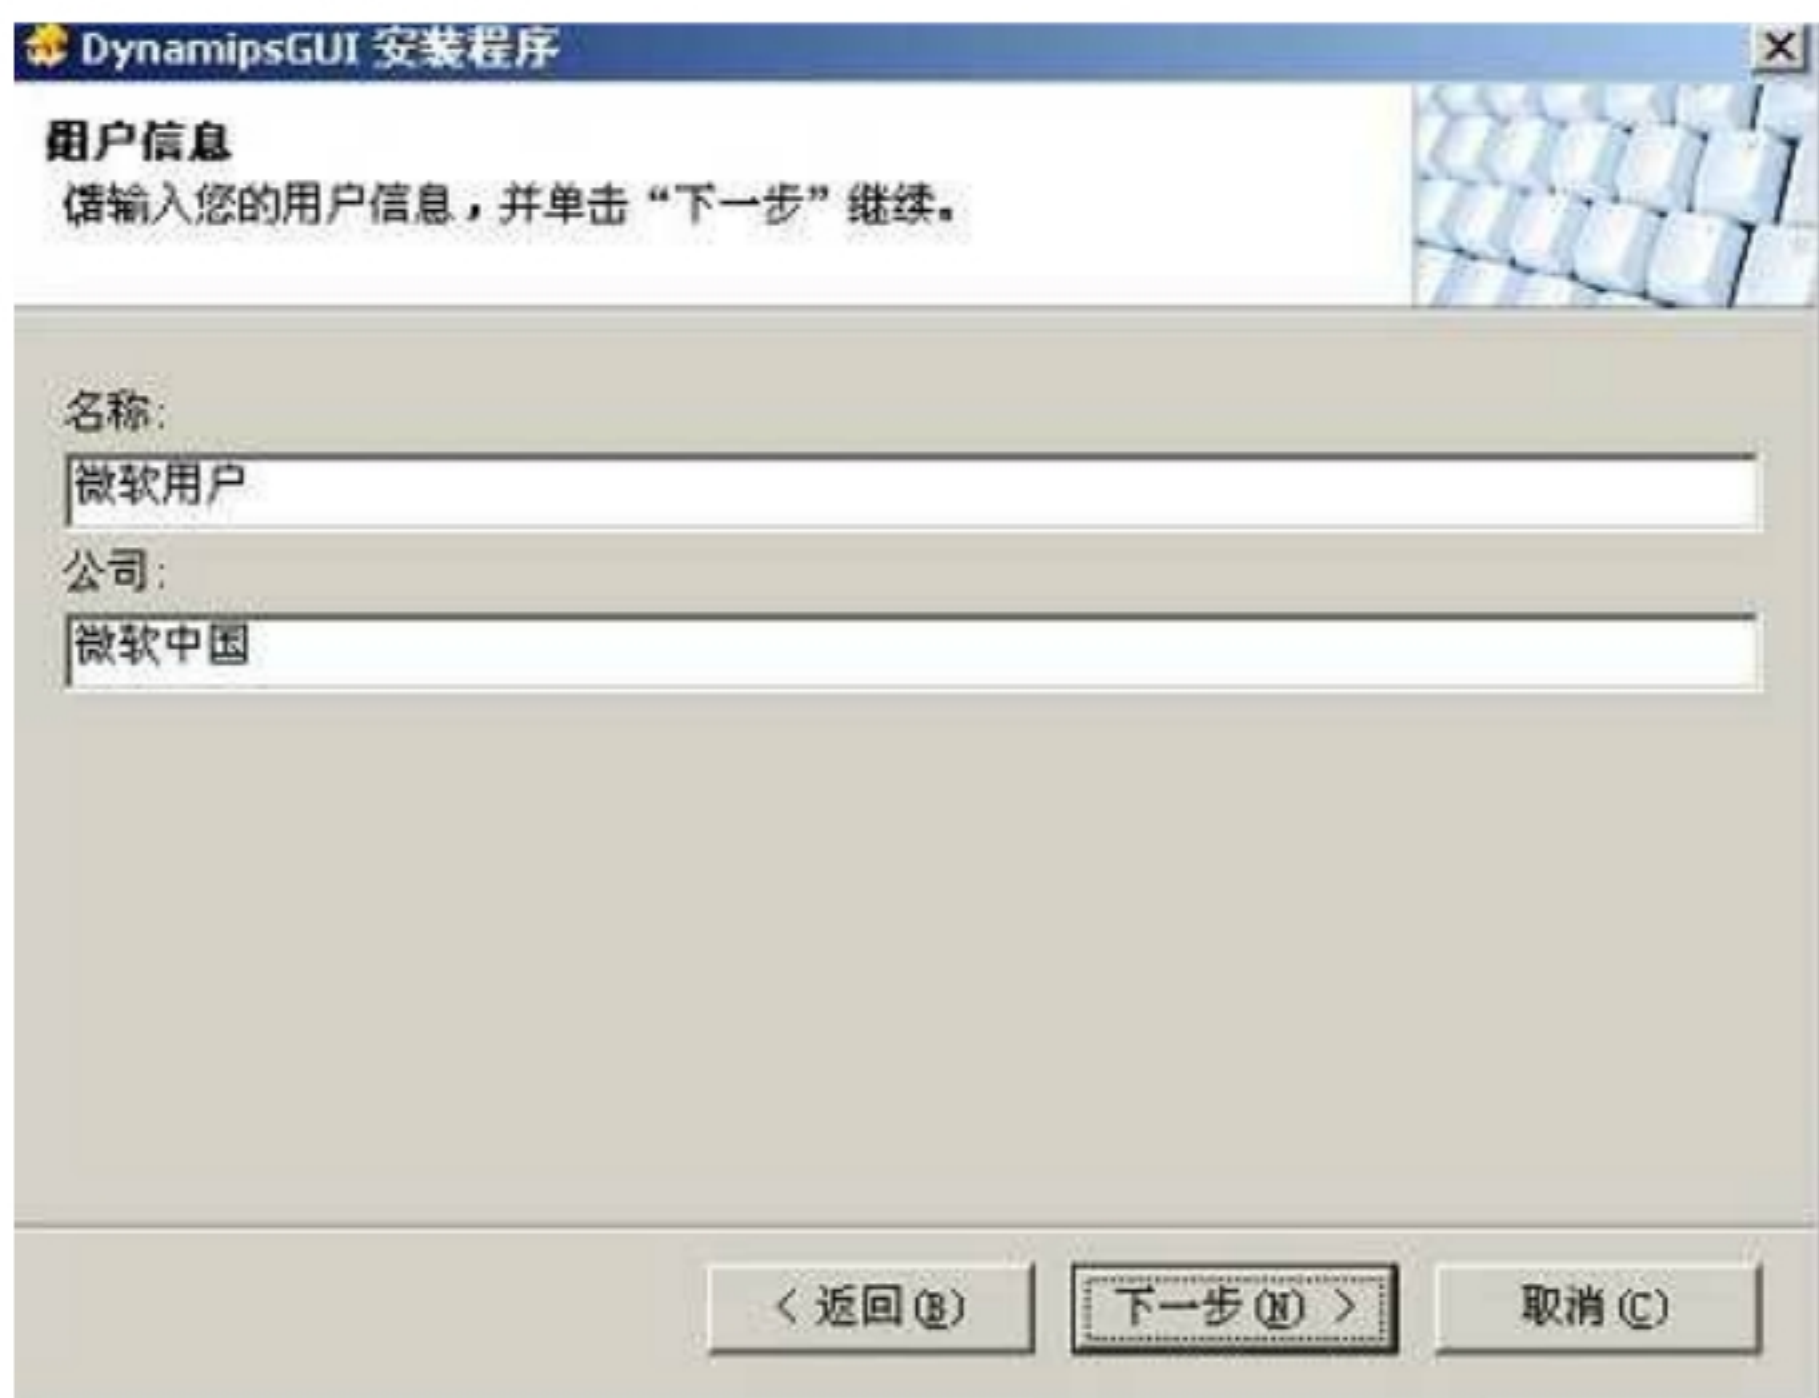 DynamipsGUI 安装程序
用户信息
请输入您的用户信息，并单击“下一步”继续。
名称:
微软用户
公司:
微软中国
< 返回(B)
下一步(N) >
取消(C)